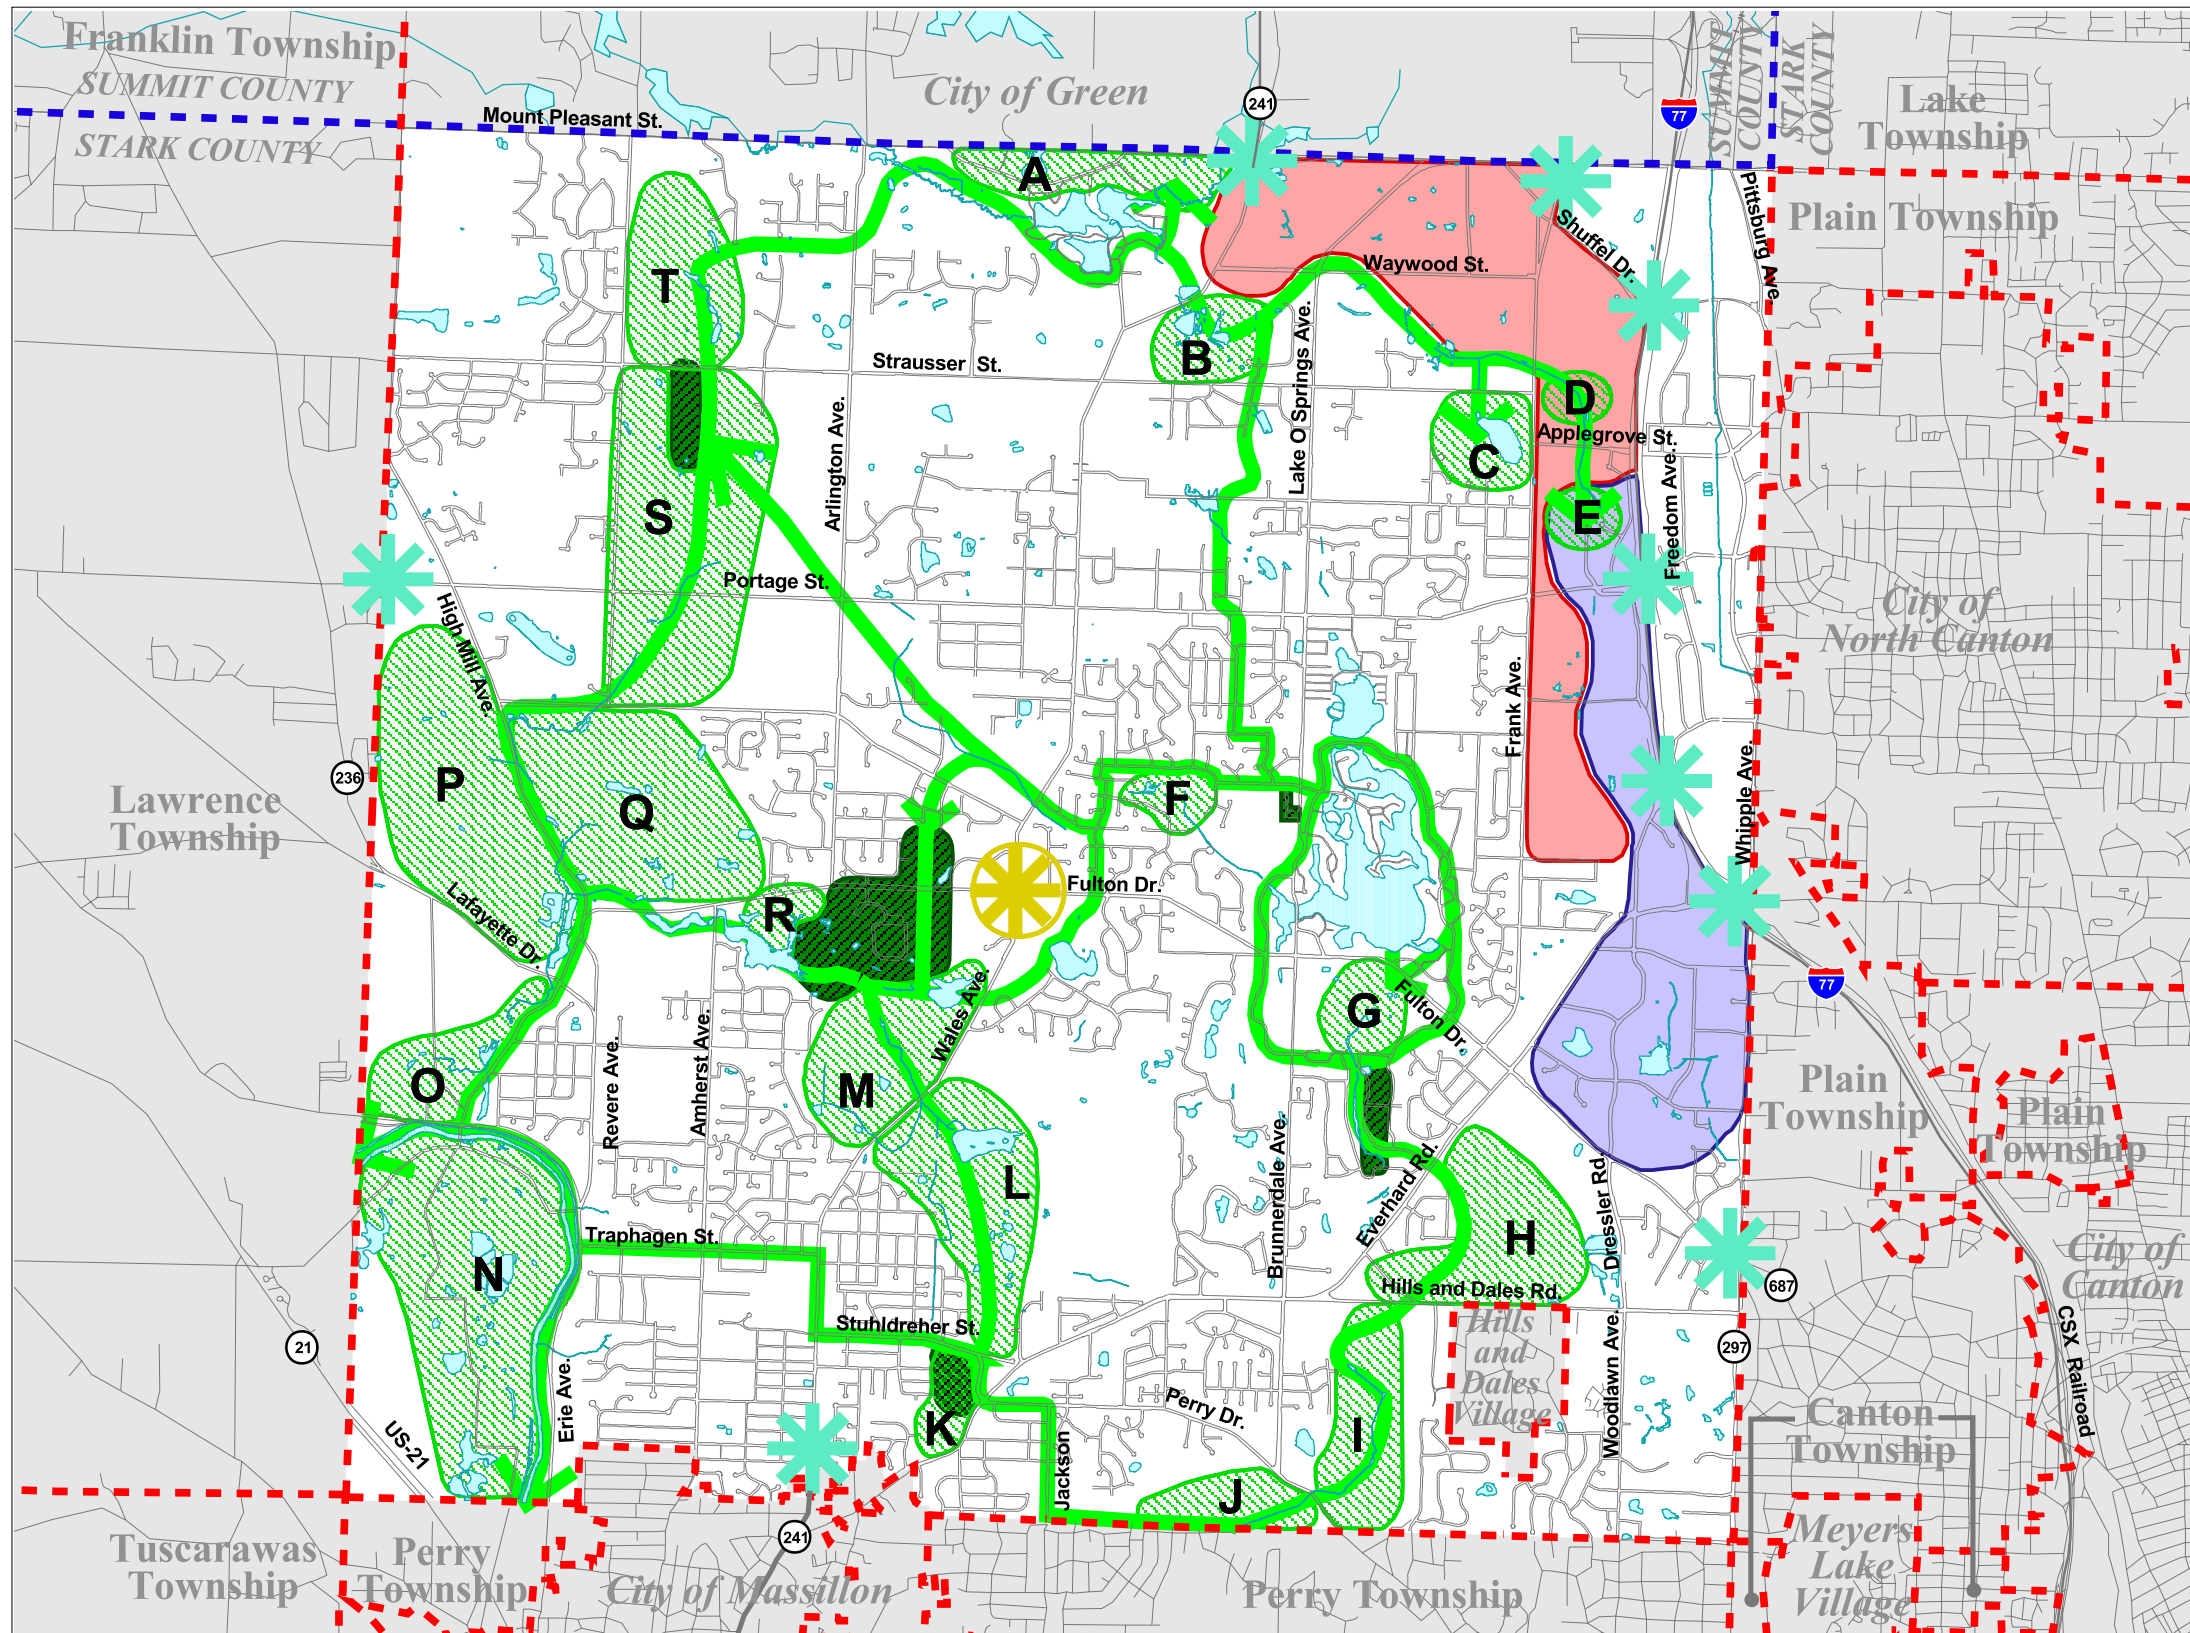 Franklin Township
SUMMIT COUNTY
STARK COUNTY
Mount Pleasant St.
City of Green
241
77
SUMMIT
COUNTY
STARK
COUNTY
Lake
Township
Plain Township
Pittsburg Ave.
Shuffel Dr.
Waywood St.
A
T
B
Strausser St.
Lake O Springs Ave.
Arlington Ave.
D
Applegrove St.
C
S
E
Freedom Ave.
Portage St.
High Mill Ave.
City of
North Canton
Frank Ave.
P
Q
F
236
Lawrence
Township
Whipple Ave.
Fulton Dr.
R
Lafayette Dr.
77
G
Fulton Dr.
Wales Ave.
Revere Ave.
Amherst Ave.
O
M
Plain
Township
Plain
Township
L
Brunnerdale Ave.
Everhard Rd.
Dressler Rd.
H
Traphagen St.
N
Hills and Dales Rd.
687
City of
Canton
Stuhldreher St.
Hills
and
Dales
Village
21
297
CSX Railroad
Erie Ave.
US-21
K
Perry Dr.
I
Woodlawn Ave.
Canton
Township
Jackson
J
Tuscarawas
Township
Perry
Township
241
City of Massillon
Perry Township
Meyers
Lake
Village